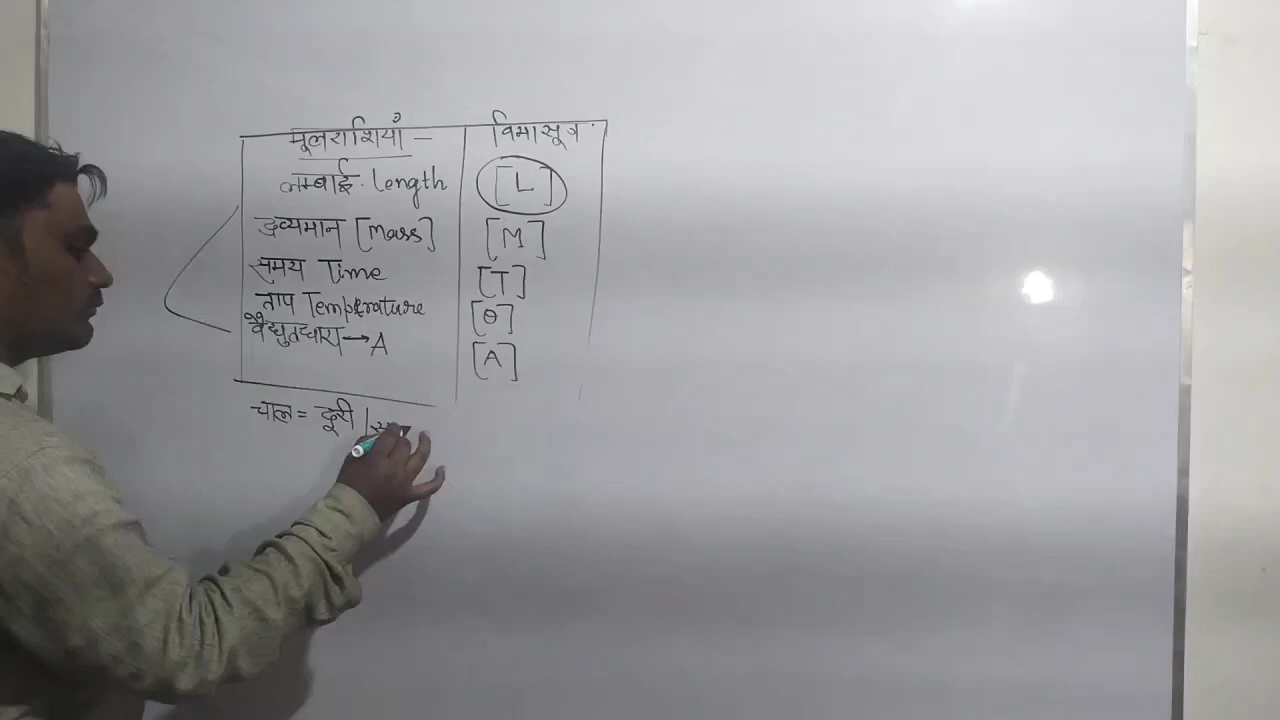 मूलराशियाँ — विमासूत्र
लम्बाई. length [L]
द्रव्यमान [Mass] [M]
समय Time [T]
ताप Temperature [θ]
वैद्युतधारा → A [A]
चाल = दूरी /